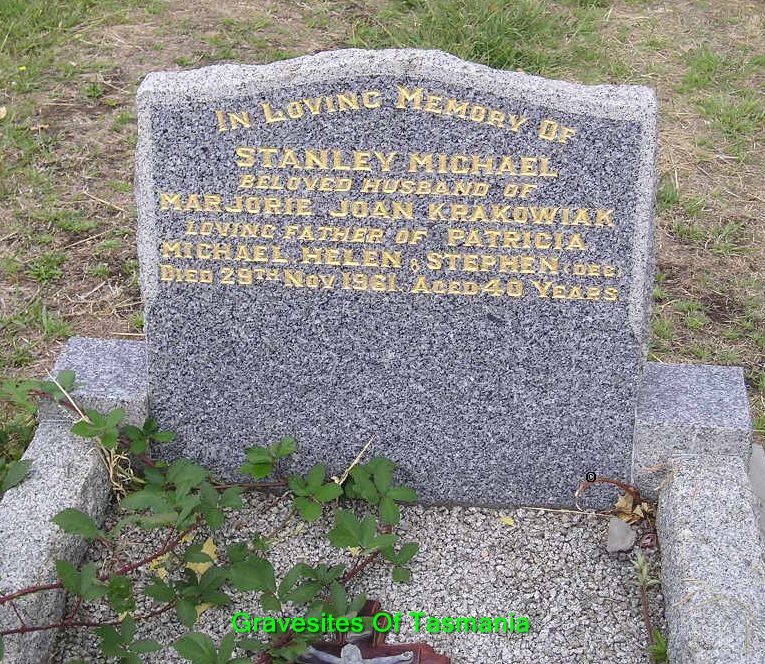 In Loving Memory Of
STANLEY MICHAEL
BELOVED HUSBAND OF
MARJORIE JOAN KRAKOWIAK
LOVING FATHER OF PATRICIA
MICHAEL HELEN & STEPHEN (DEC)
DIED 29TH NOV 1961. AGED 40 YEARS
Gravesites Of Tasmania